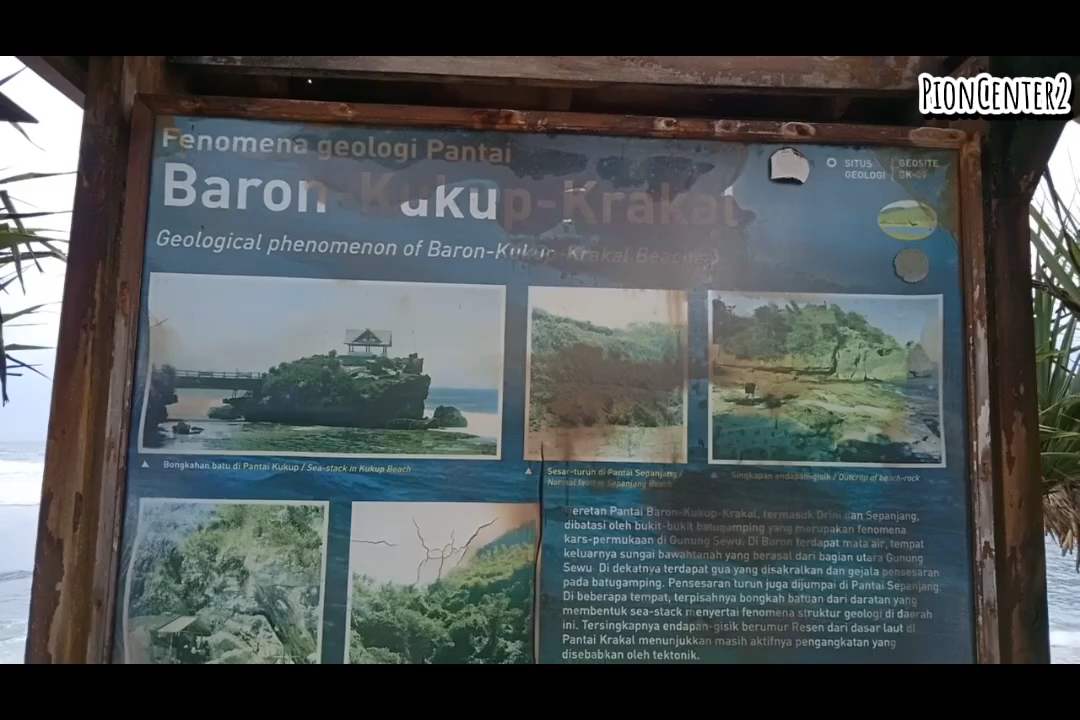 PIONCENTER2
Fenomena geologi Pantai
Baron-Kukup-Krakal
Geological phenomenon of Baron-Kukup-Krakal Beaches
SITUS
GEOLOGI
GEOSITE
Bongkahan batu di Pantai Kukup / Sea-stack in Kukup Beach
Sesar-turun di Pantai Sepanjang /
Normal fault in Sepanjang Beach
Singkapan endapan-gisik / Outcrop of beach-rock
eretan Pantai Baron-Kukup-Krakal, termasuk Drini dan Sepanjang,
dibatasi oleh bukit-bukit batugamping yang merupakan fenomena
kars-permukaan di Gunung Sewu. Di Baron terdapat mata air, tempat
keluarnya sungai bawahtanah yang berasal dari bagian utara Gunung
Sewu. Di dekatnya terdapat gua yang disakralkan dan gejala pensesaran
pada batugamping. Pensesaran turun juga dijumpai di Pantai Sepanjang.
Di beberapa tempat, terpisahnya bongkah batuan dari daratan yang
membentuk sea-stack menyertai fenomena struktur geologi di daerah
ini. Tersingkapnya endapan-gisik berumur Resen dari dasar laut di
Pantai Krakal menunjukkan masih aktifnya pengangkatan yang
disebabkan oleh tektonik.